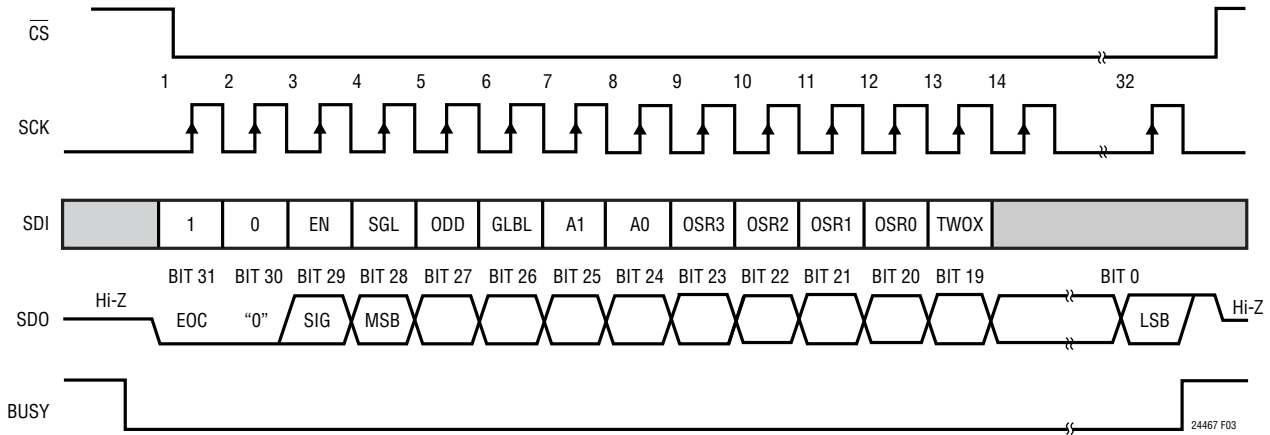 CS
1 2 3 4 5 6 7 8 9 10 11 12 13 14 32
SCK
SDI 1 0 EN SGL ODD GLBL A1 A0 OSR3 OSR2 OSR1 OSR0 TWOX
BIT 31 BIT 30 BIT 29 BIT 28 BIT 27 BIT 26 BIT 25 BIT 24 BIT 23 BIT 22 BIT 21 BIT 20 BIT 19 BIT 0
Hi-Z Hi-Z
SDO EOC “0” SIG MSB LSB
BUSY
24467 F03